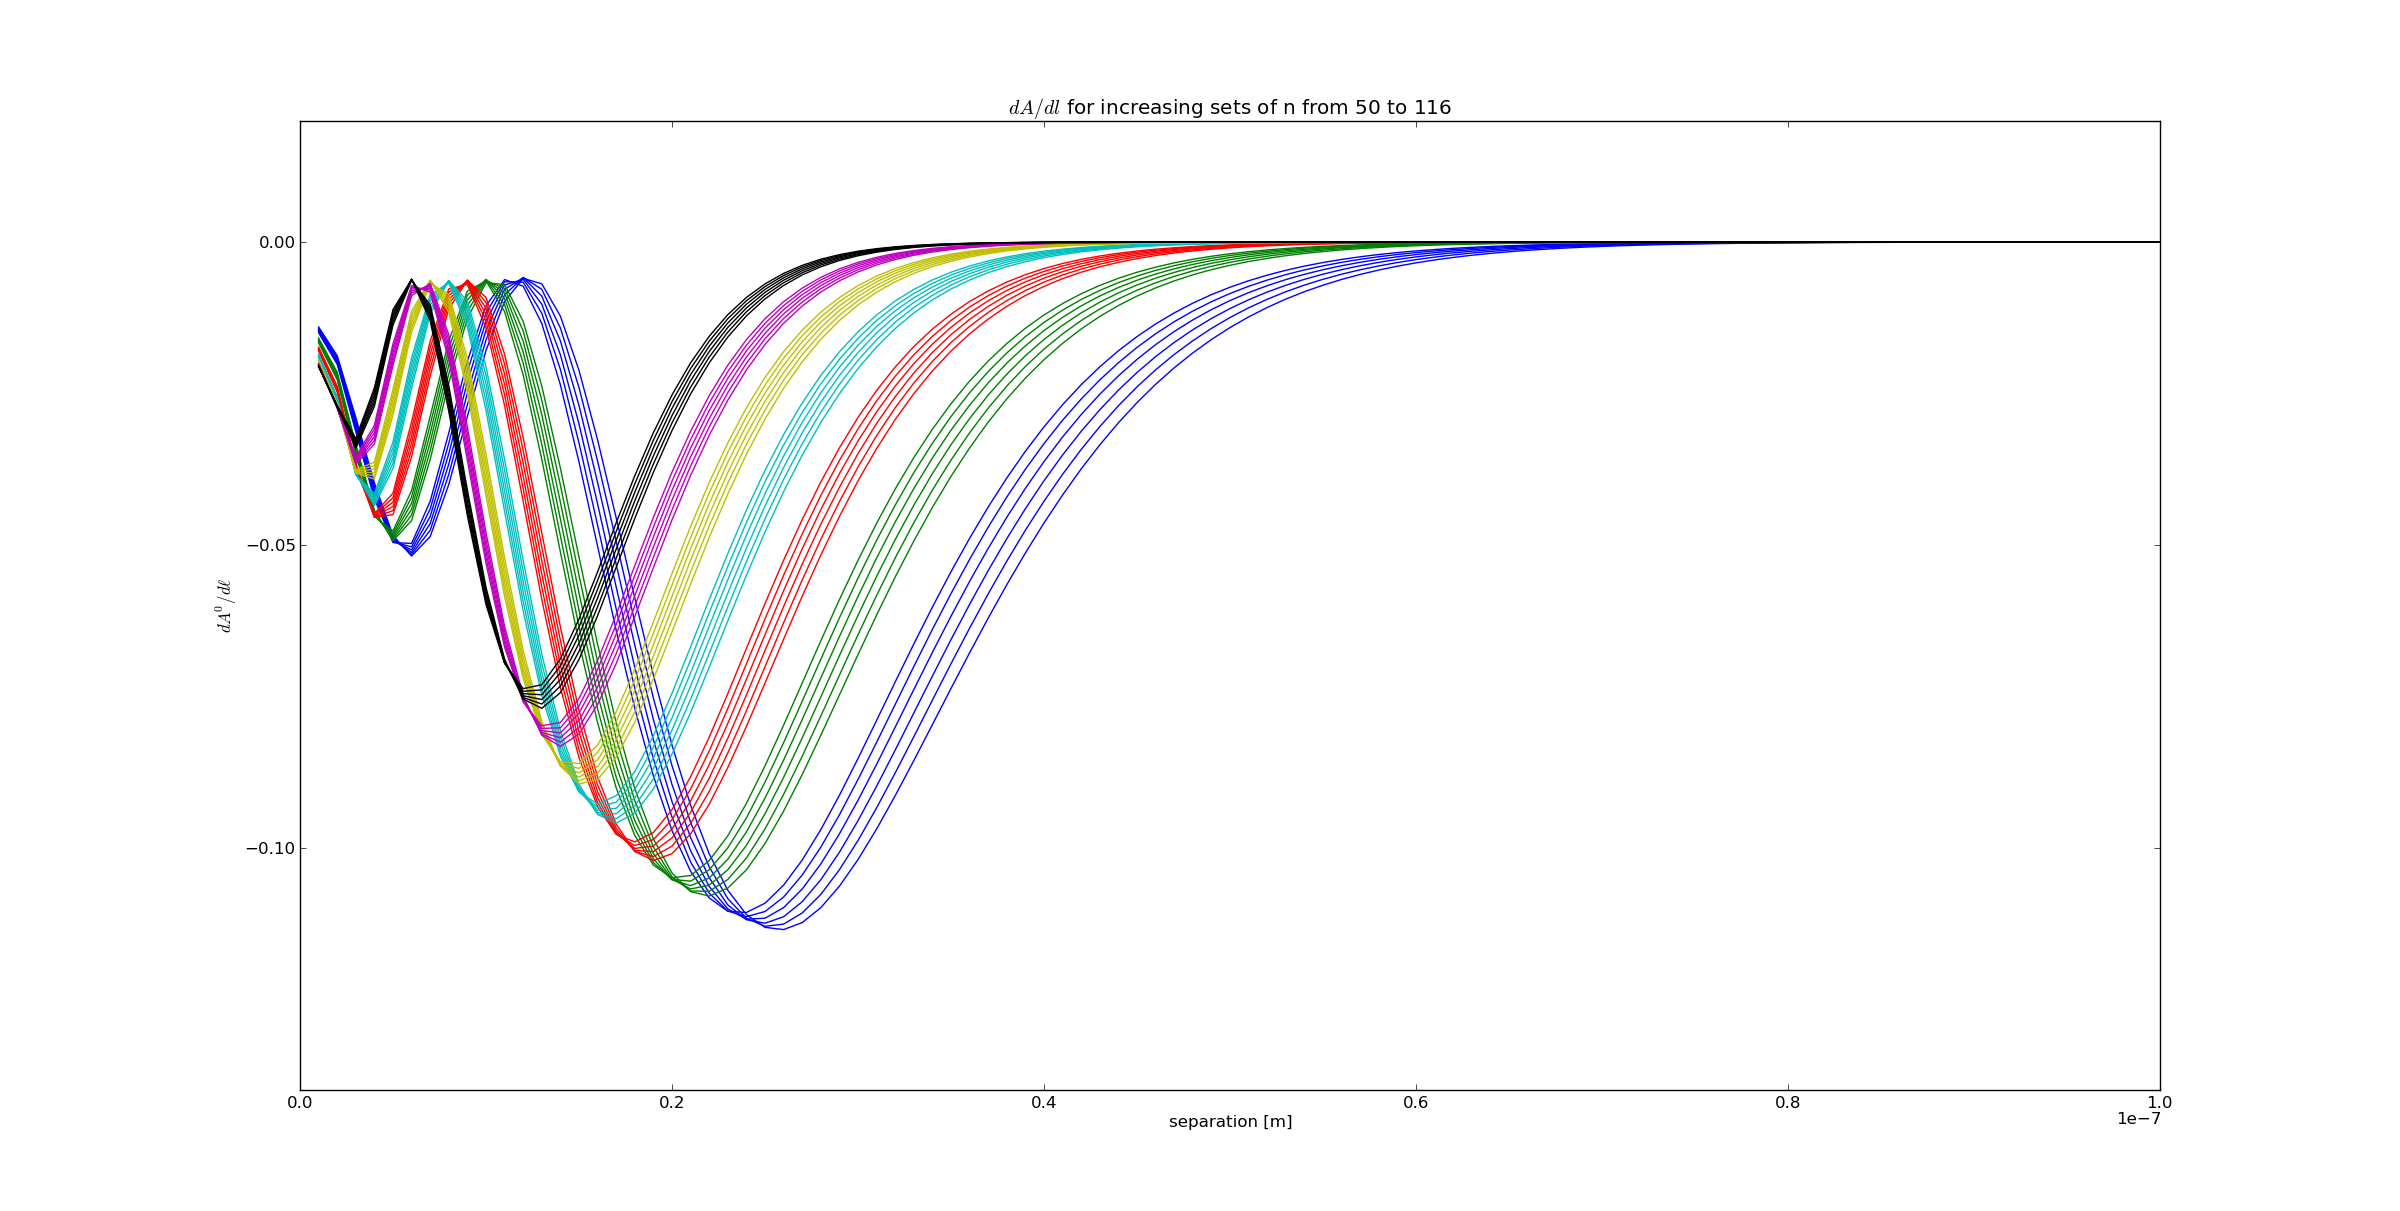 dA/dl for increasing sets of n from 50 to 116
0.00
−0.05
−0.10
dA⁰/dℓ
0.0 0.2 0.4 0.6 0.8 1.0
1e−7
separation [m]